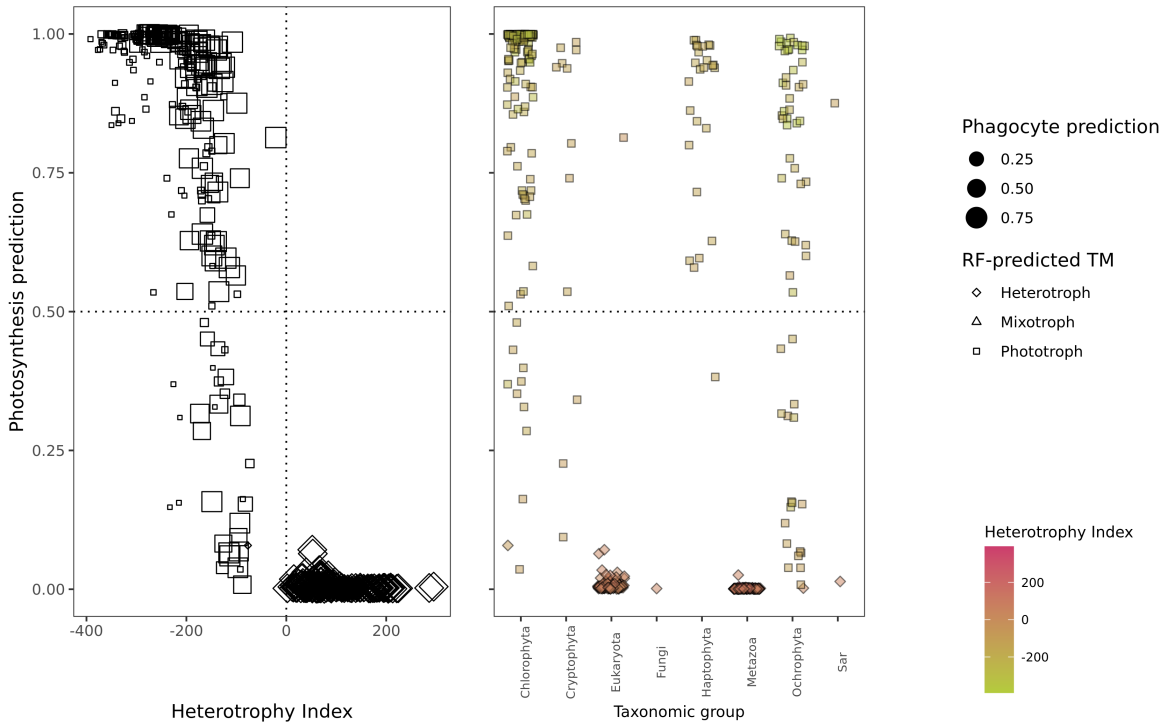 Photosynthesis prediction
1.00
0.75
0.50
0.25
0.00
-400
-200
0
200
Heterotrophy Index
Chlorophyta
Cryptophyta
Eukaryota
Fungi
Haptophyta
Metazoa
Ochrophyta
Sar
Taxonomic group
Phagocyte prediction
0.25
0.50
0.75
RF-predicted TM
Heterotroph
Mixotroph
Phototroph
Heterotrophy Index
200
0
-200